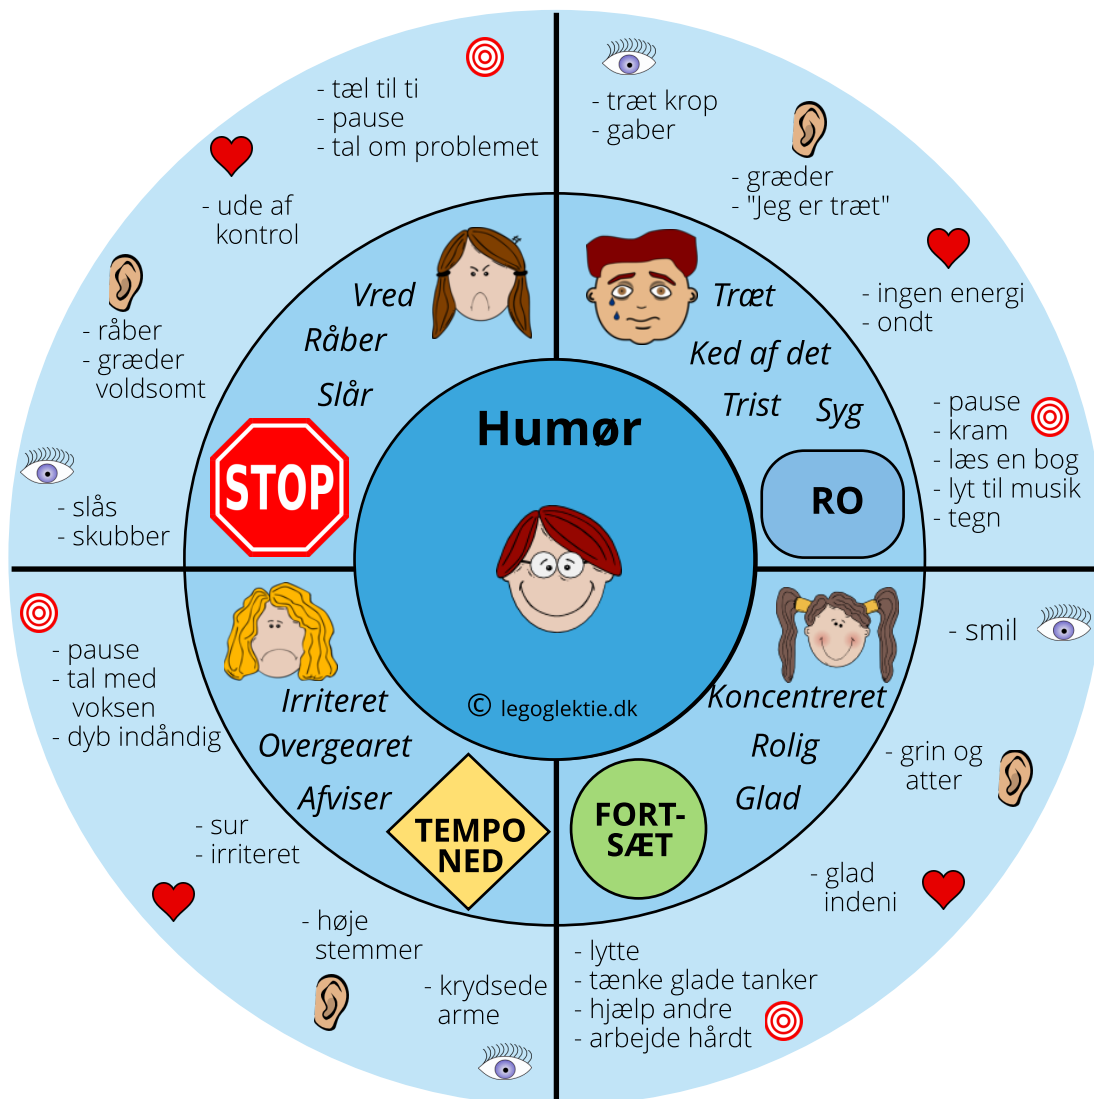 Humør
© legoglektie.dk
- tæl til ti
- pause
- tal om problemet
- ude af
kontrol
- råber
- græder
voldsomt
- slås
- skubber
Vred
Råber
Slår
STOP
- træt krop
- gaber
- græder
- "Jeg er træt"
- ingen energi
- ondt
- pause
- kram
- læs en bog
- lyt til musik
- tegn
Træt
Ked af det
Trist
Syg
RO
- pause
- tal med
voksen
- dyb indåndig
- sur
- irriteret
- høje
stemmer
- krydsede
arme
Irriteret
Overgearet
Afviser
TEMPO
NED
- smil
- grin og
atter
- glad
indeni
- lytte
- tænke glade tanker
- hjælp andre
- arbejde hårdt
Koncentreret
Rolig
Glad
FORT-
SÆT